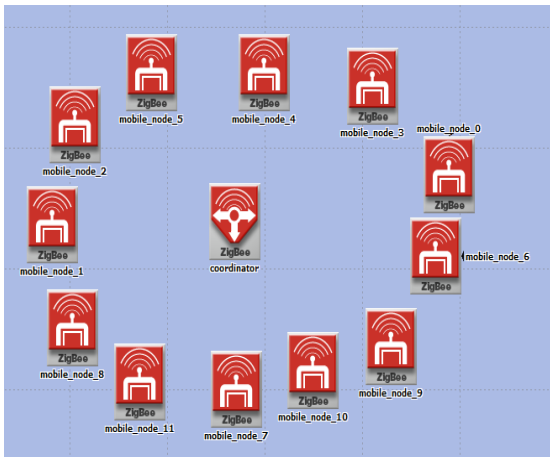 ZigBee
mobile_node_5
ZigBee
mobile_node_4
ZigBee
mobile_node_3
mobile_node_0
ZigBee
ZigBee
mobile_node_2
ZigBee
mobile_node_1
ZigBee
coordinator
ZigBee
mobile_node_6
ZigBee
mobile_node_8
ZigBee
mobile_node_11
ZigBee
mobile_node_7
ZigBee
mobile_node_10
ZigBee
mobile_node_9